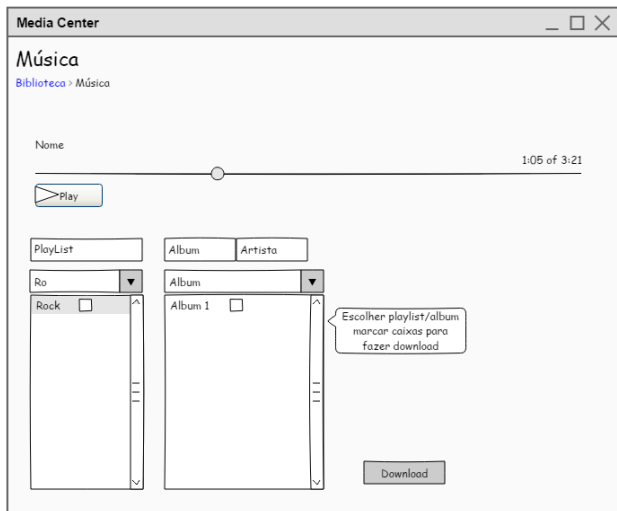 Media Center
Música
Biblioteca > Música
Nome
1:05 of 3:21
Play
PlayList
Album
Artista
Ro
Album
Rock
Album 1
Escolher playlist/album
marcar caixas para
fazer download
Download